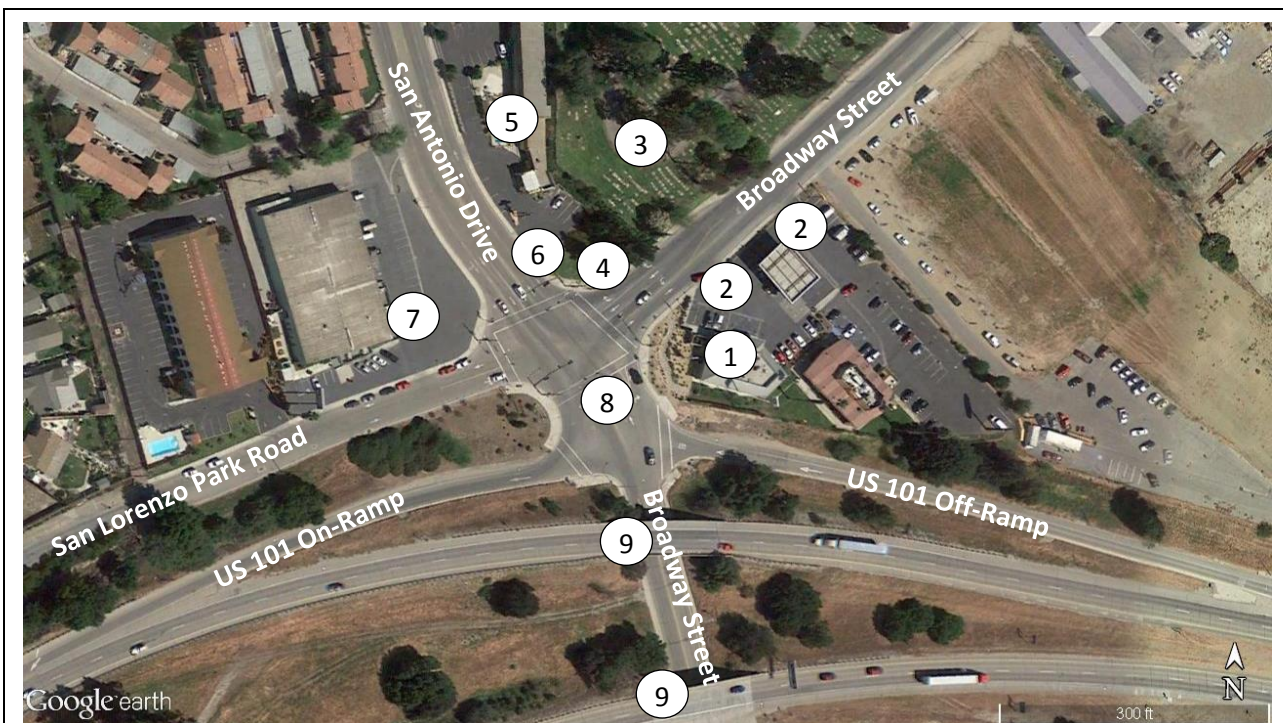 San Antonio Drive
5
3
Broadway Street
2
6
4
2
7
1
8
San Lorenzo Park Road
US 101 On-Ramp
US 101 Off-Ramp
9
Broadway Street
9
N
Google earth
300 ft